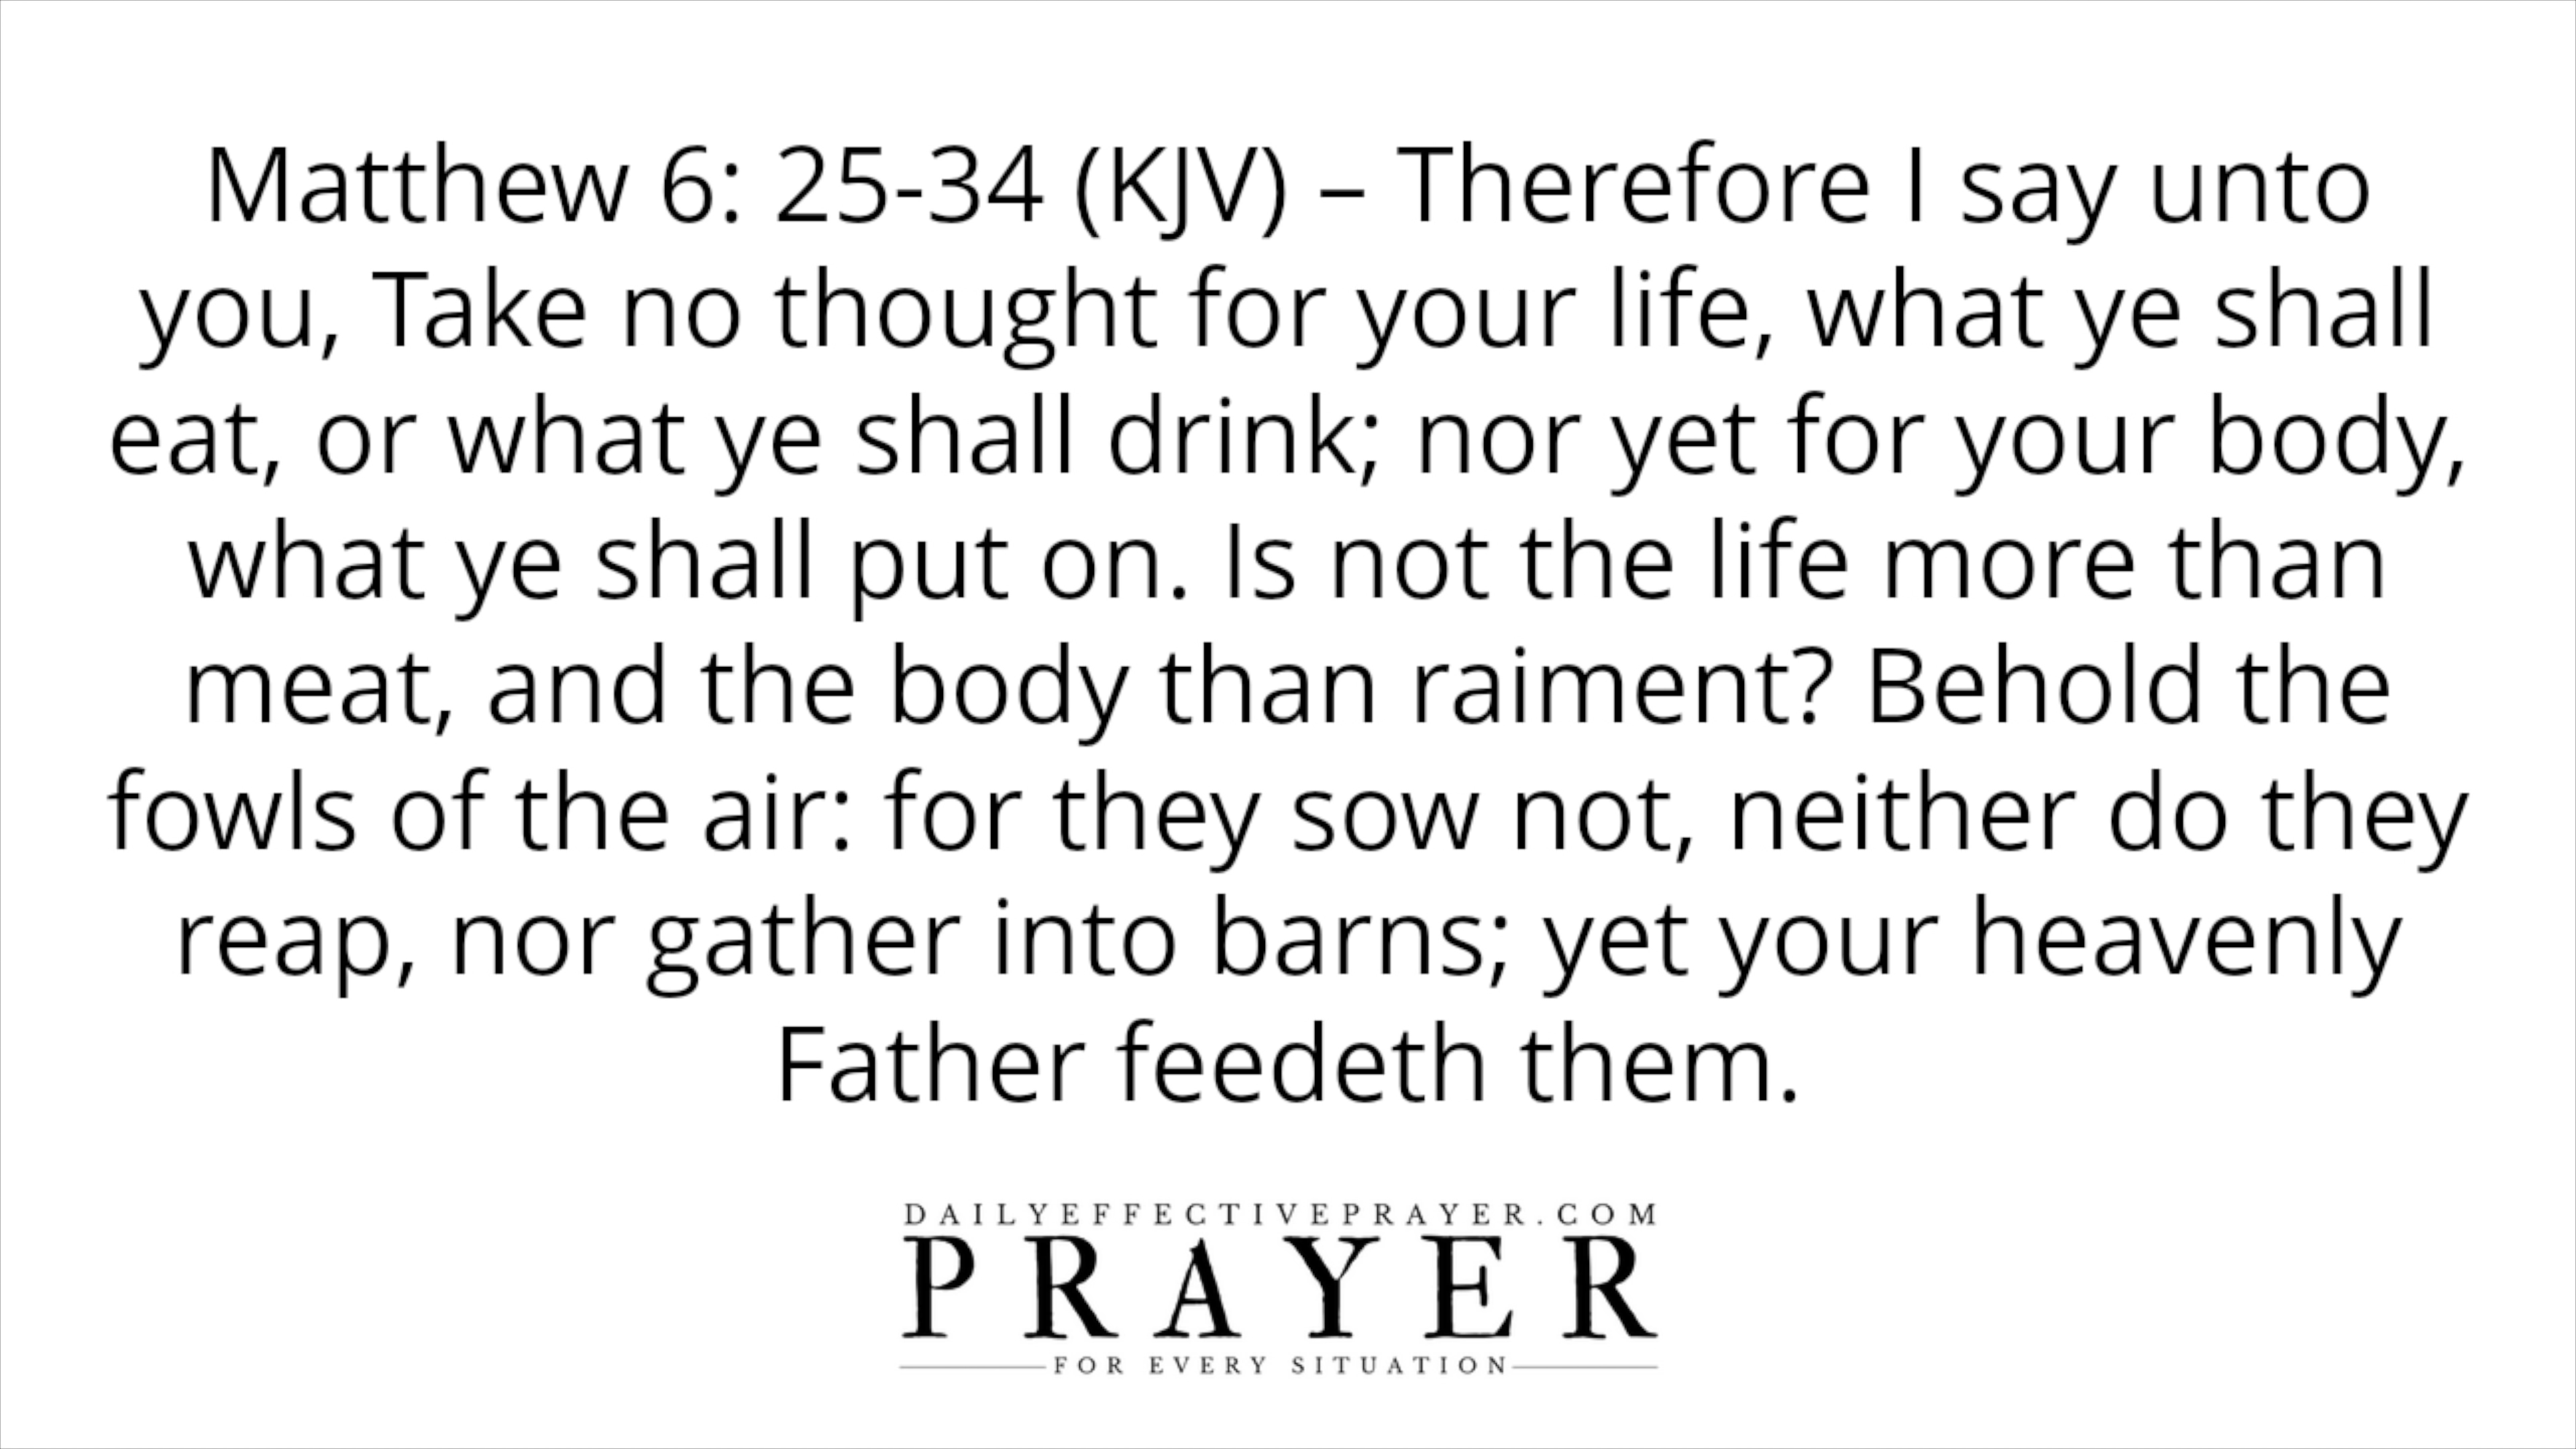 Matthew 6: 25-34 (KJV) – Therefore I say unto
you, Take no thought for your life, what ye shall
eat, or what ye shall drink; nor yet for your body,
what ye shall put on. Is not the life more than
meat, and the body than raiment? Behold the
fowls of the air: for they sow not, neither do they
reap, nor gather into barns; yet your heavenly
Father feedeth them.
DAILYEFFECTIVEPRAYER.COM
PRAYER
FOR EVERY SITUATION